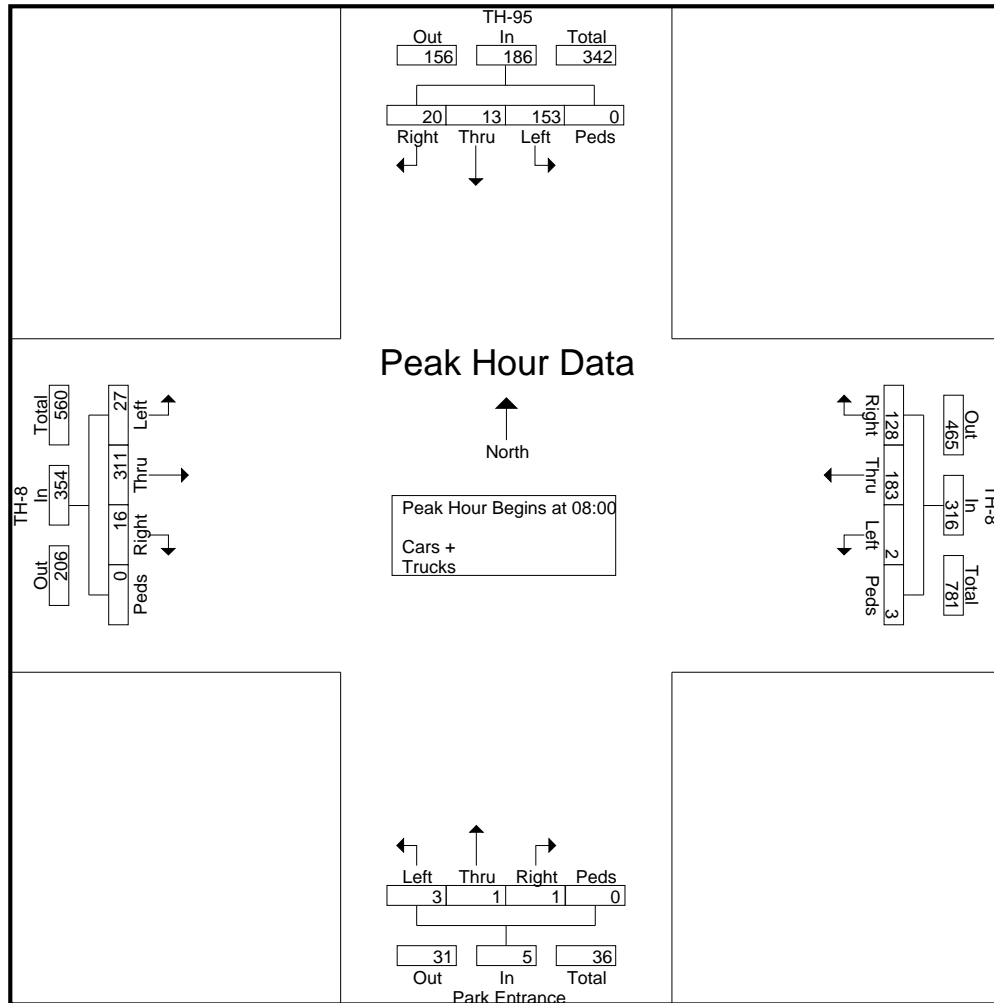 TH-95
Out In Total
156 186 342
20 13 153 0
Right Thru Left Peds
Peak Hour Data
North
Peak Hour Begins at 08:00
Cars +
Trucks
TH-8
Total In Out
560 354 206
27 311 16 0
Left Thru Right Peds
Right Thru Left Peds
128 183 2 3
Out In Total
465 316 781
TH-8
Left Thru Right Peds
3 1 1 0
31 5 36
Out In Total
Park Entrance